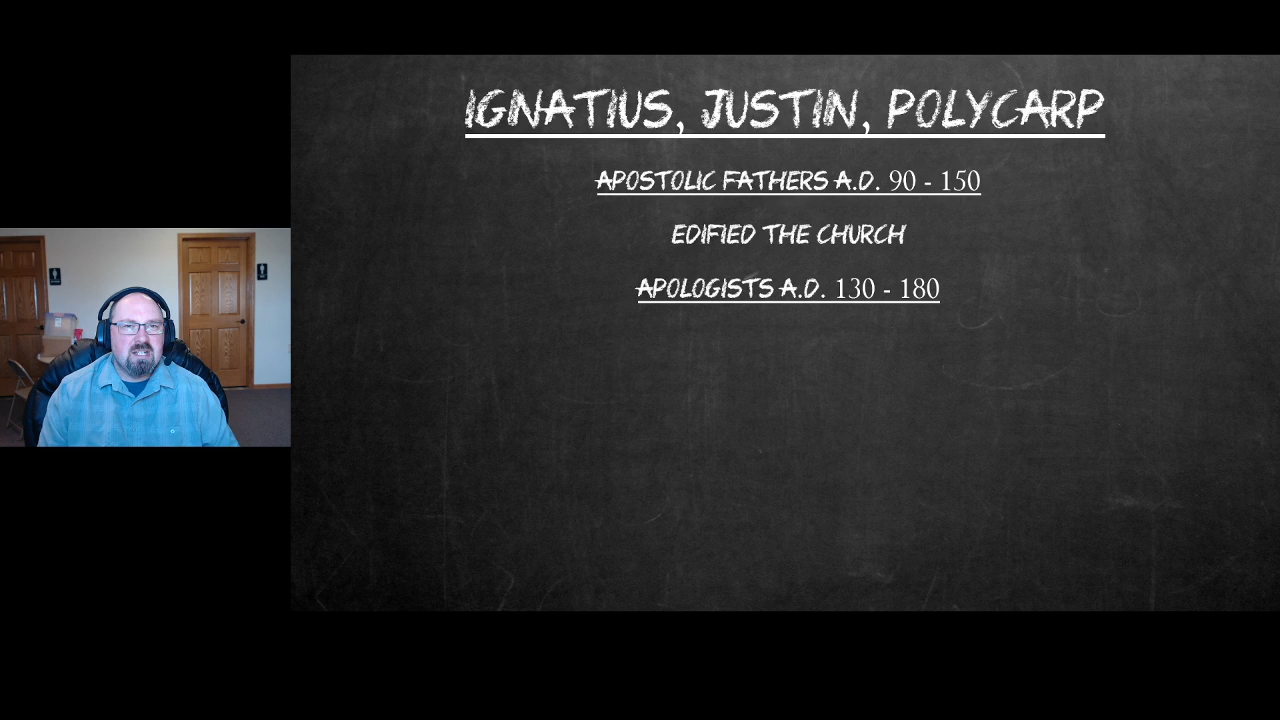 IGNATIUS, JUSTIN, POLYCARP
APOSTOLIC FATHERS A.D. 90 - 150
EDIFIED THE CHURCH
APOLOGISTS A.D. 130 - 180